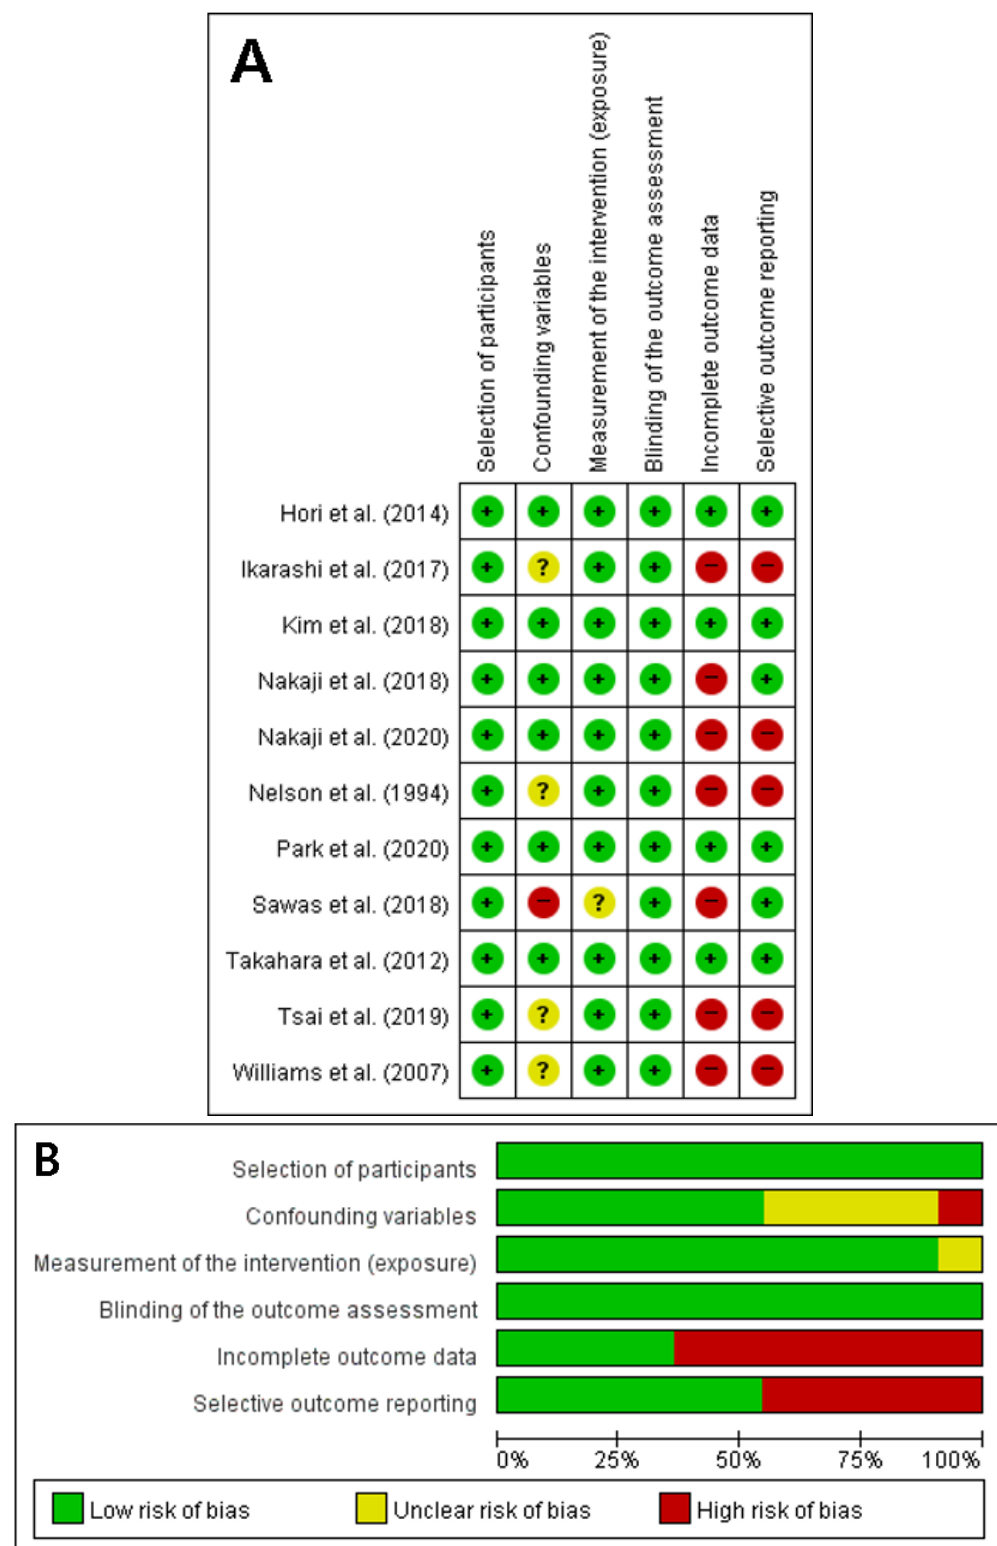 A
Selection of participants
Confounding variables
Measurement of the intervention (exposure)
Blinding of the outcome assessment
Incomplete outcome data
Selective outcome reporting
Hori et al. (2014) + + + + + +
Ikarashi et al. (2017) + ? + + − −
Kim et al. (2018) + + + + + +
Nakaji et al. (2018) + + + + − +
Nakaji et al. (2020) + + + + − −
Nelson et al. (1994) + ? + + − −
Park et al. (2020) + + + + + +
Sawas et al. (2018) + − ? + − +
Takahara et al. (2012) + + + + + +
Tsai et al. (2019) + ? + + − −
Williams et al. (2007) + ? + + − −
B
Selection of participants
Confounding variables
Measurement of the intervention (exposure)
Blinding of the outcome assessment
Incomplete outcome data
Selective outcome reporting
0% 25% 50% 75% 100%
Low risk of bias Unclear risk of bias High risk of bias